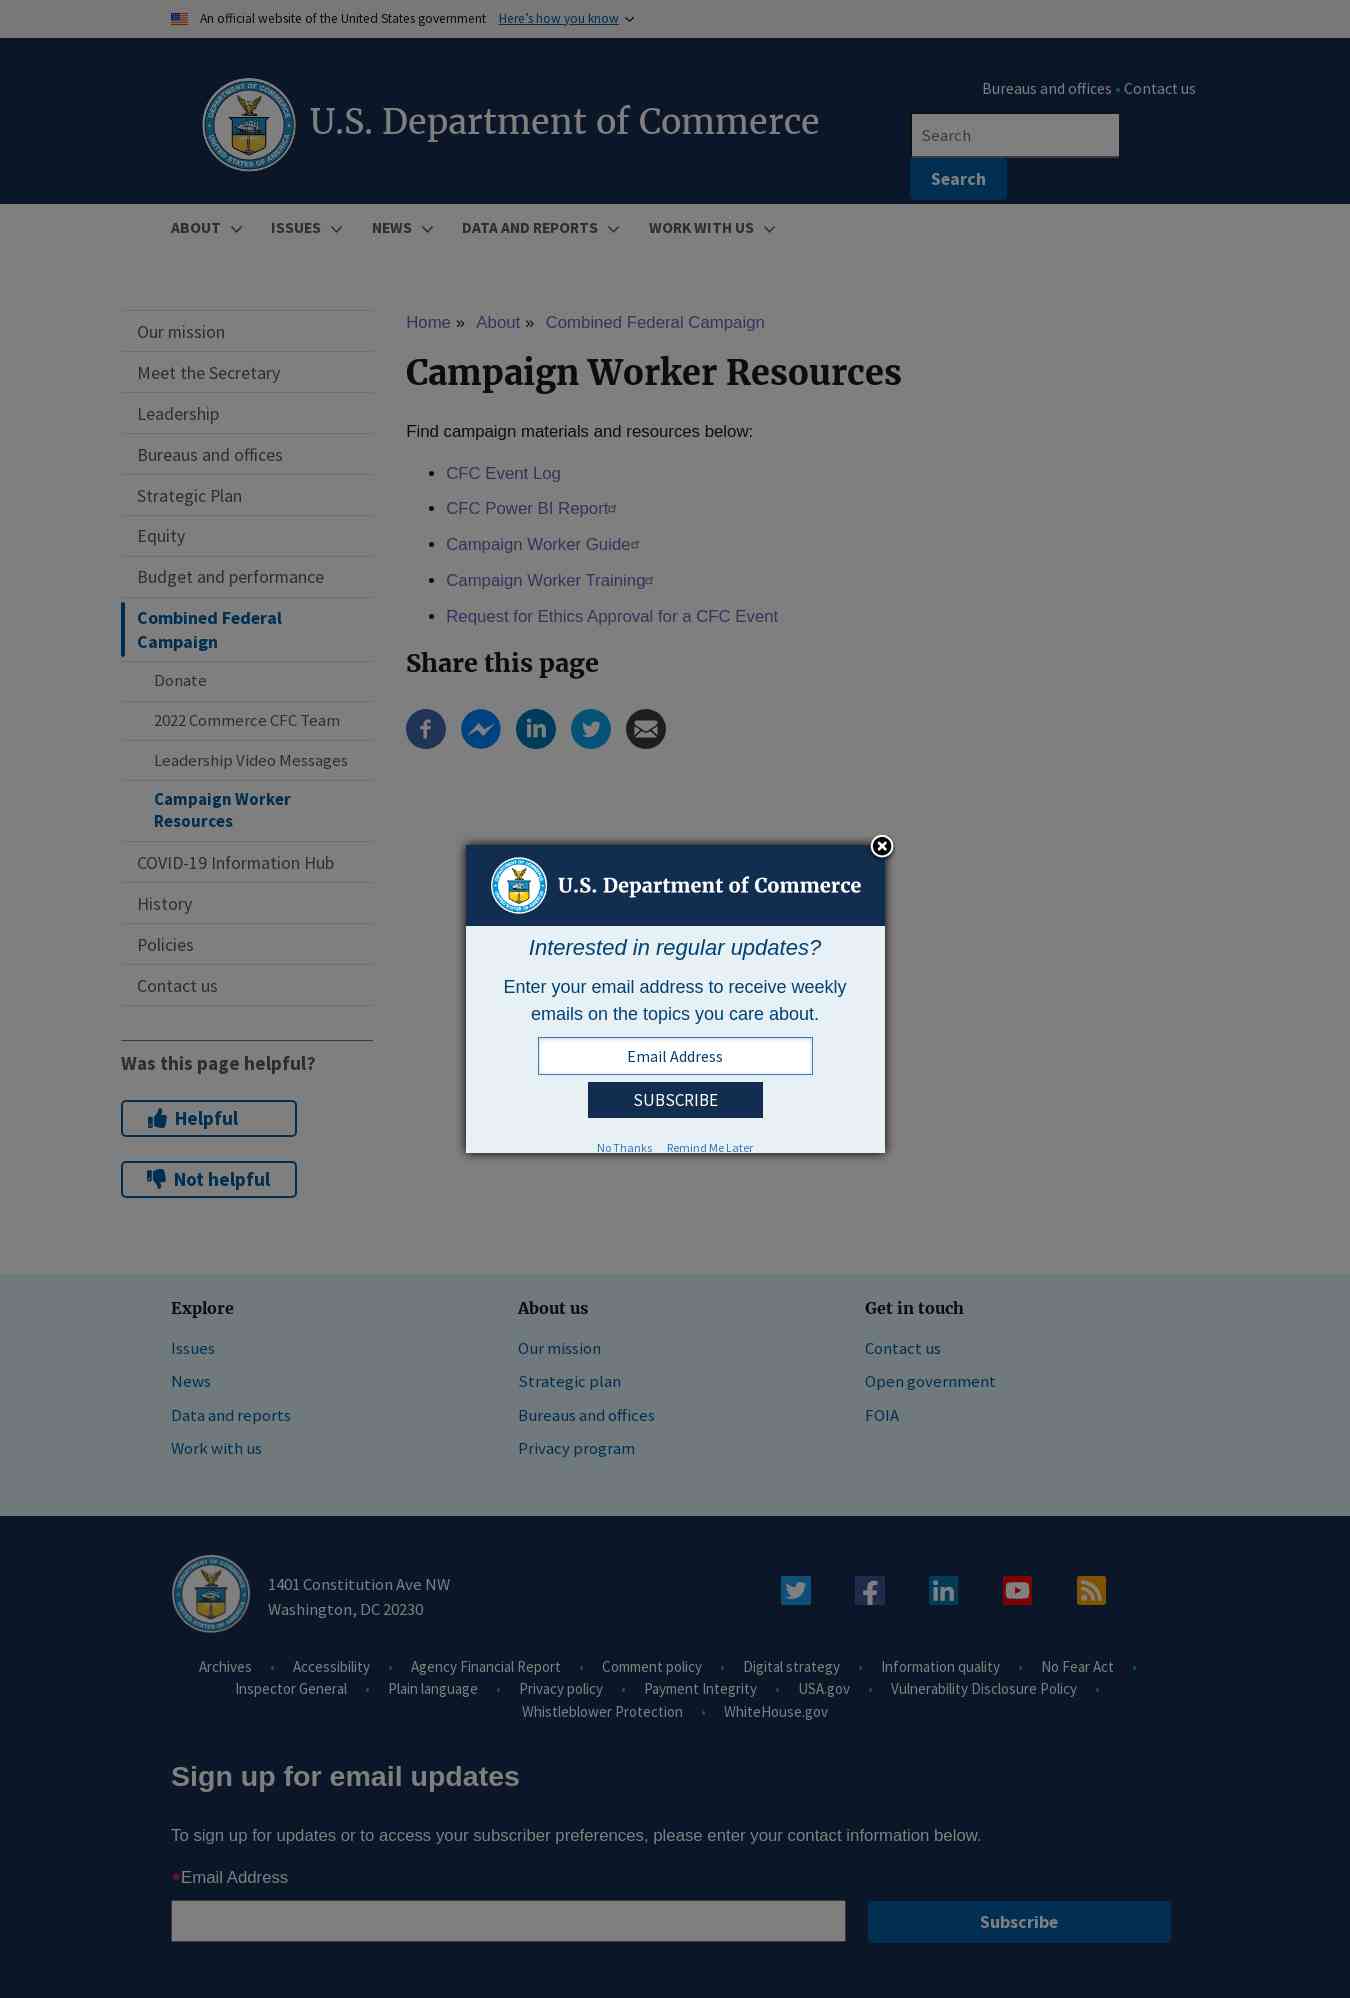 An official website of the United States government Here's how you know
Bureaus and offices • Contact us
U.S. Department of Commerce
Search
Search
ABOUT ISSUES NEWS DATA AND REPORTS WORK WITH US
Our mission
Meet the Secretary
Leadership
Bureaus and offices
Strategic Plan
Equity
Budget and performance
Combined Federal
Campaign
Donate
2022 Commerce CFC Team
Leadership Video Messages
Campaign Worker
Resources
COVID-19 Information Hub
History
Policies
Contact us
Was this page helpful?
Helpful
Not helpful
Home » About » Combined Federal Campaign
Campaign Worker Resources
Find campaign materials and resources below:
• CFC Event Log
• CFC Power BI Report
• Campaign Worker Guide
• Campaign Worker Training
• Request for Ethics Approval for a CFC Event
Share this page
U.S. Department of Commerce
Interested in regular updates?
Enter your email address to receive weekly
emails on the topics you care about.
Email Address
SUBSCRIBE
No Thanks Remind Me Later
Explore
Issues
News
Data and reports
Work with us
About us
Our mission
Strategic plan
Bureaus and offices
Privacy program
Get in touch
Contact us
Open government
FOIA
1401 Constitution Ave NW
Washington, DC 20230
Archives • Accessibility • Agency Financial Report • Comment policy • Digital strategy • Information quality • No Fear Act •
Inspector General • Plain language • Privacy policy • Payment Integrity • USA.gov • Vulnerability Disclosure Policy •
Whistleblower Protection • WhiteHouse.gov
Sign up for email updates
To sign up for updates or to access your subscriber preferences, please enter your contact information below.
*Email Address
Subscribe